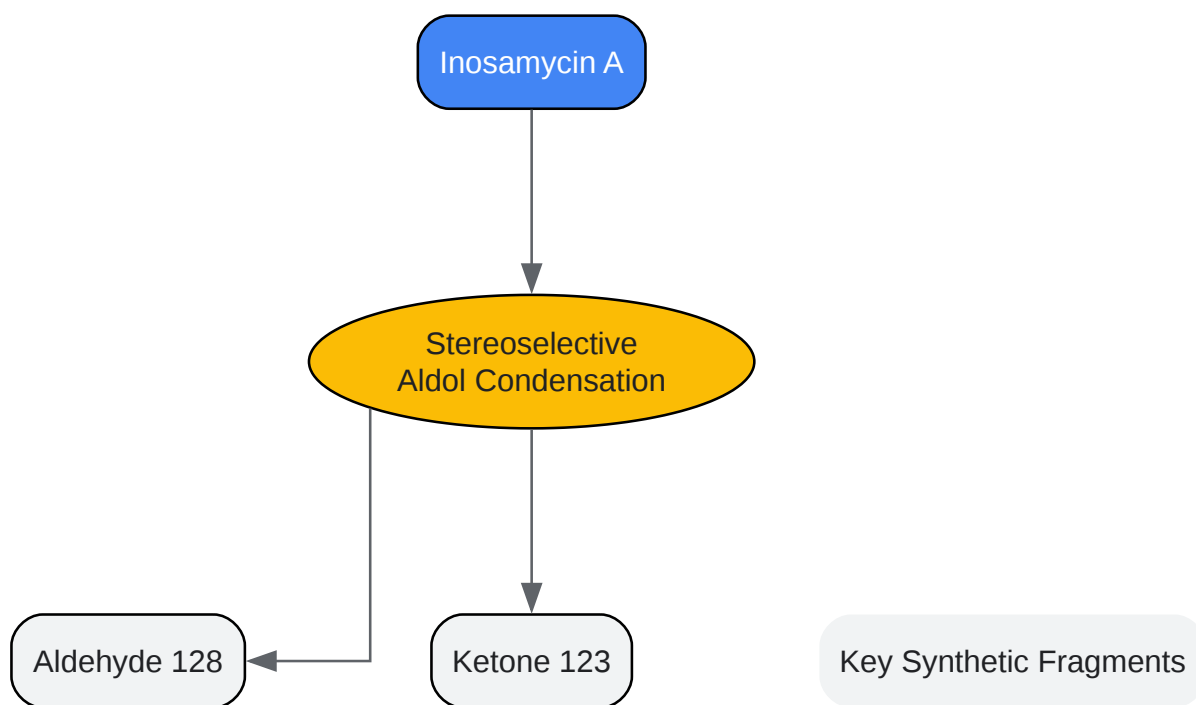 Inosamycin A
Stereoselective
Aldol Condensation
Aldehyde 128
Ketone 123
Key Synthetic Fragments